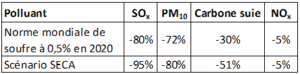 Polluant SOx PM10 Carbone suie NOx
Norme mondiale de soufre à 0,5% en 2020 -80% -72% -30% -5%
Scénario SECA -95% -80% -51% -5%